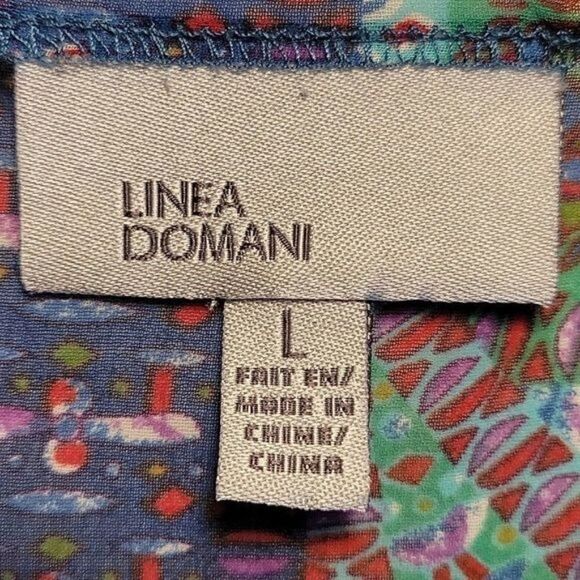 LINEA
DOMANI
L
FAIT EN/
MADE IN
CHINE/
CHINA